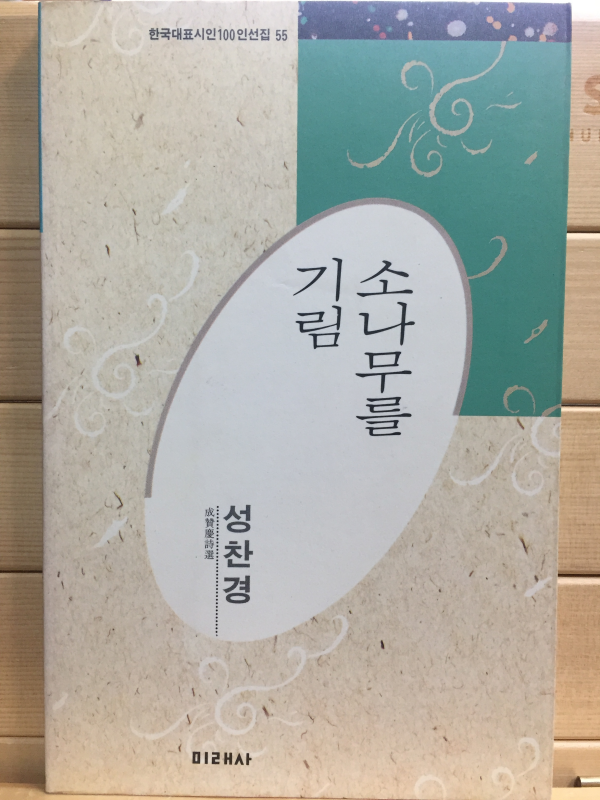 한국대표시인100인선집 55
소나무를
기림
성찬경
成贊慶詩選
미래사